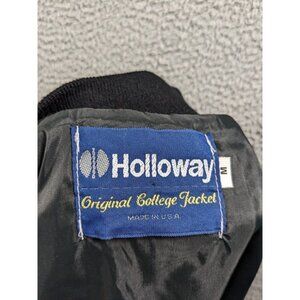 Holloway
M
Original College Jacket
MADE IN U.S.A.